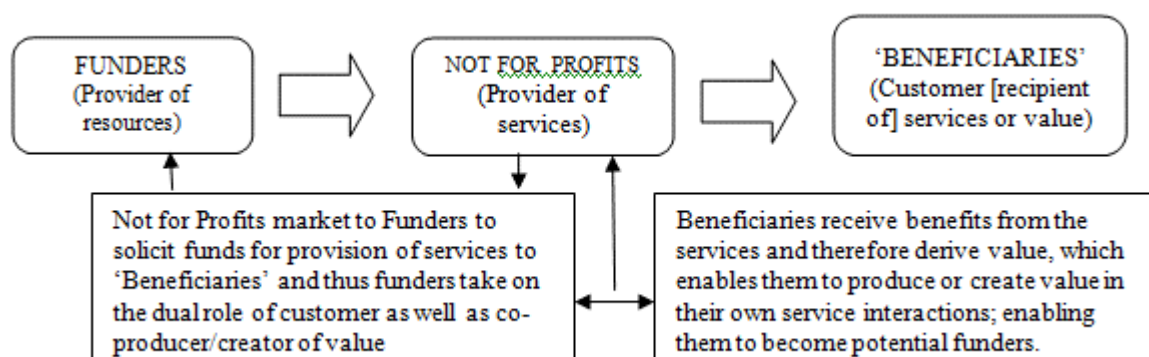 FUNDERS
(Provider of
resources)
NOT FOR PROFITS
(Provider of
services)
‘BENEFICIARIES’
(Customer [recipient
of] services or value)
Not for Profits market to Funders to
solicit funds for provision of services to
‘Beneficiaries’ and thus funders take on
the dual role of customer as well as co-
producer/creator of value
Beneficiaries receive benefits from the
services and therefore derive value, which
enables them to produce or create value in
their own service interactions; enabling
them to become potential funders.